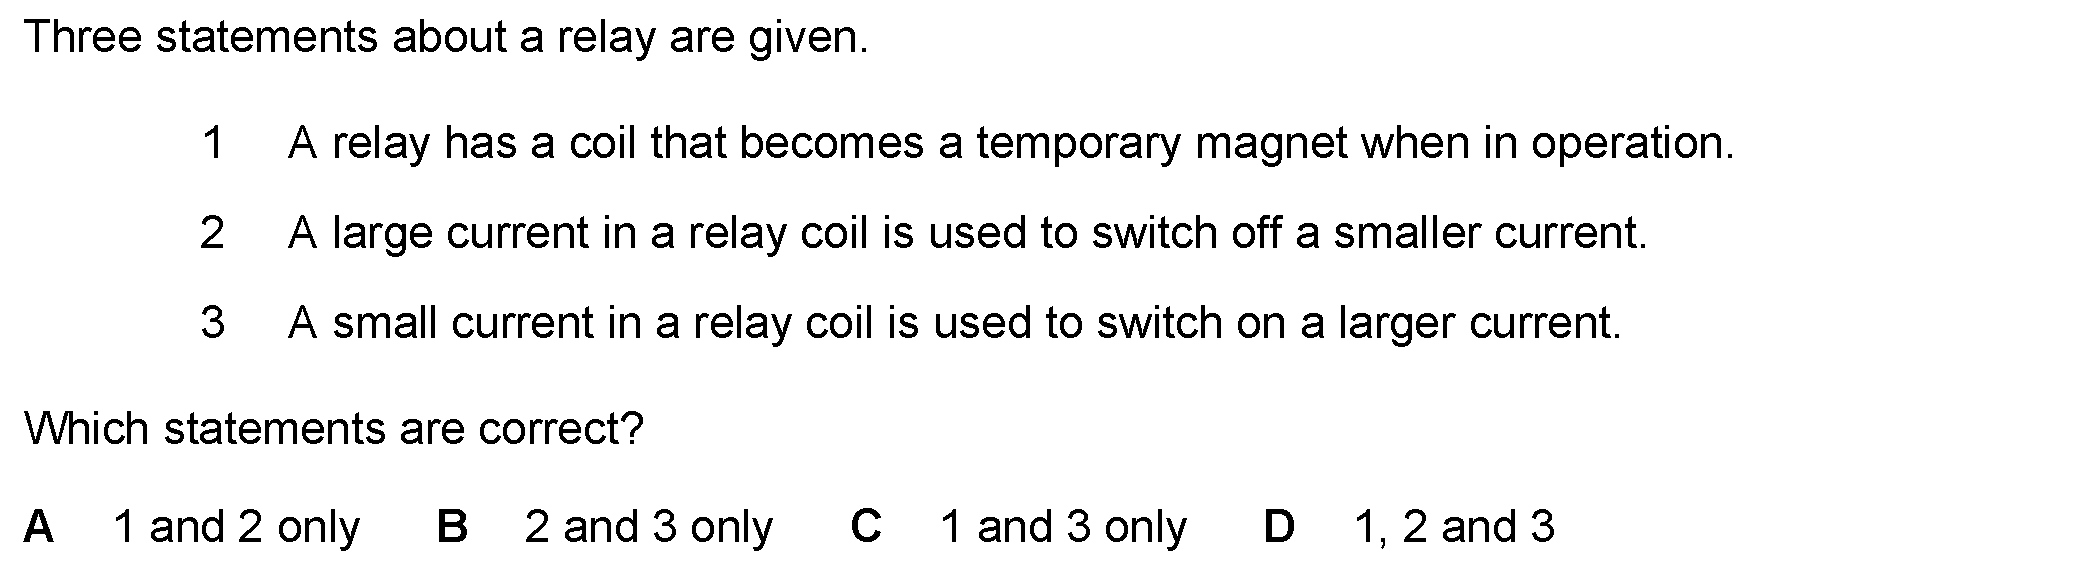 Three statements about a relay are given.
1 A relay has a coil that becomes a temporary magnet when in operation.
2 A large current in a relay coil is used to switch off a smaller current.
3 A small current in a relay coil is used to switch on a larger current.
Which statements are correct?
A 1 and 2 only B 2 and 3 only C 1 and 3 only D 1, 2 and 3